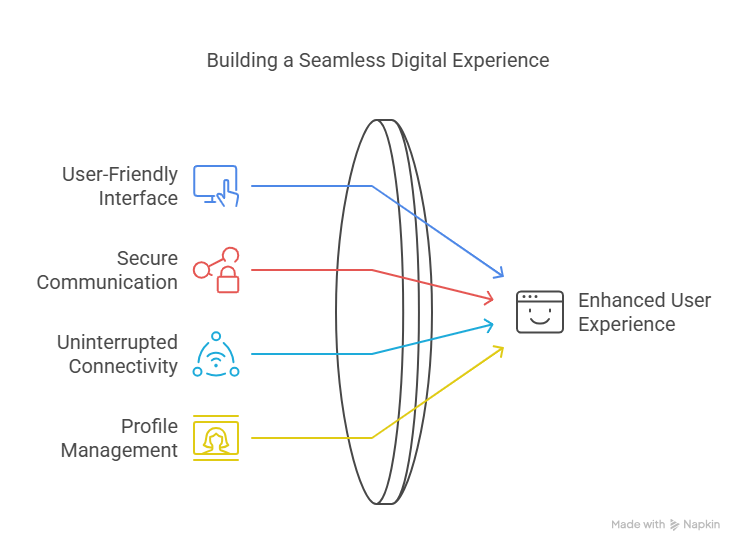 Building a Seamless Digital Experience
User-Friendly
Interface
Secure
Communication
Uninterrupted
Connectivity
Profile
Management
Enhanced User
Experience
Made with Napkin